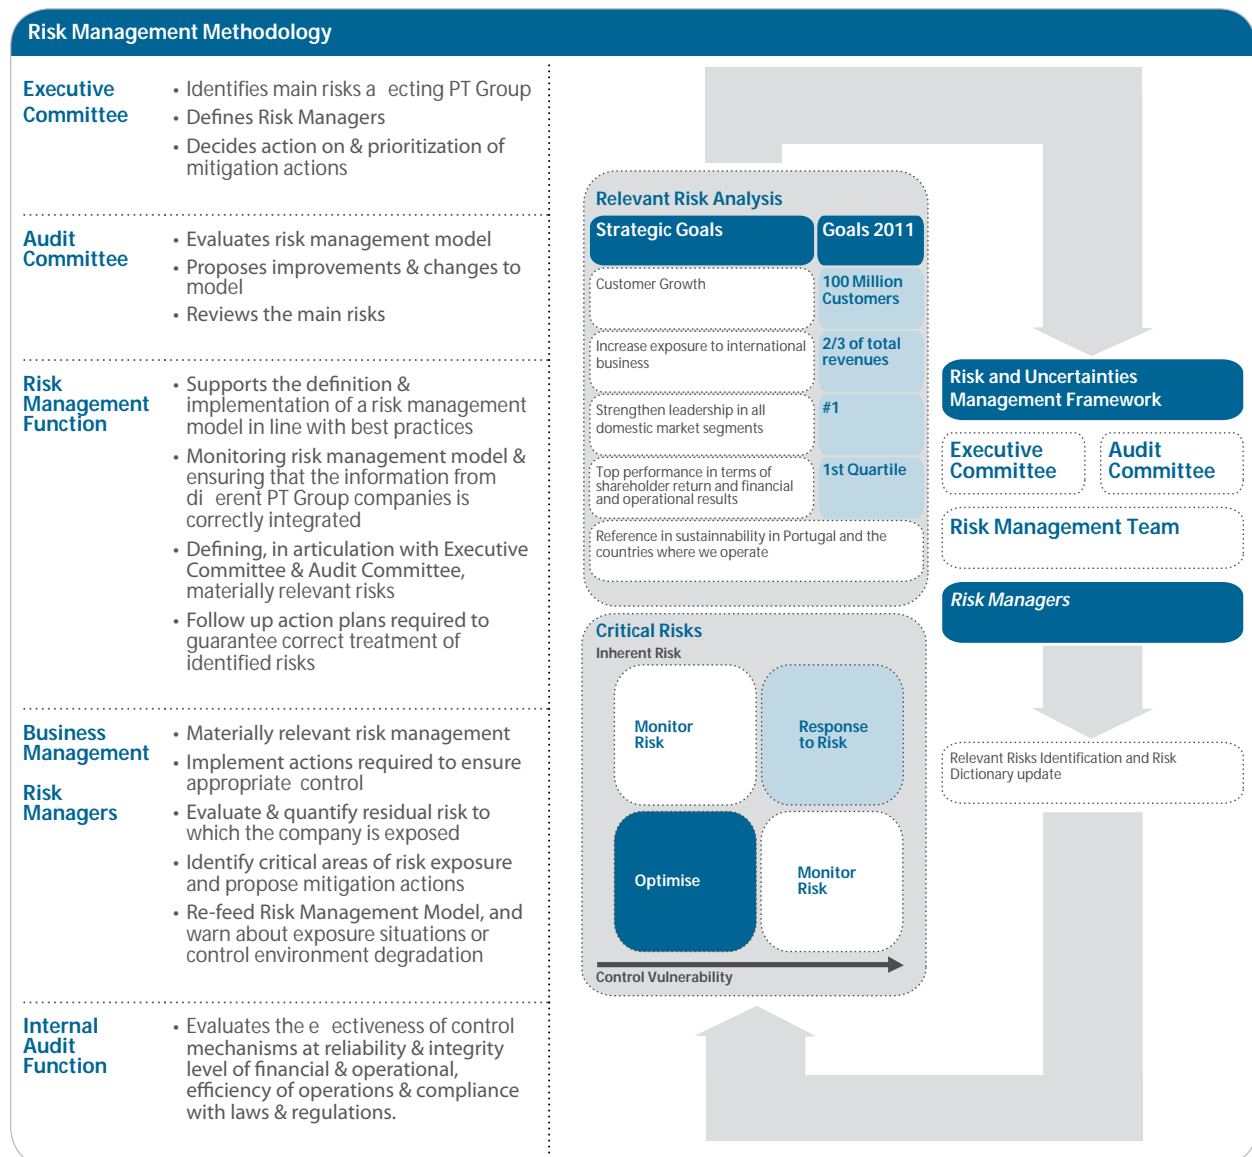 Risk Management Methodology
Executive
Committee
• Identifies main risks a ecting PT Group
• Defines Risk Managers
• Decides action on & prioritization of
mitigation actions
Audit
Committee
• Evaluates risk management model
• Proposes improvements & changes to
model
• Reviews the main risks
Risk
Management
Function
• Supports the definition &
implementation of a risk management
model in line with best practices
• Monitoring risk management model &
ensuring that the information from
di erent PT Group companies is
correctly integrated
• Defining, in articulation with Executive
Committee & Audit Committee,
materially relevant risks
• Follow up action plans required to
guarantee correct treatment of
identified risks
Business
Management
Risk
Managers
• Materially relevant risk management
• Implement actions required to ensure
appropriate control
• Evaluate & quantify residual risk to
which the company is exposed
• Identify critical areas of risk exposure
and propose mitigation actions
• Re-feed Risk Management Model, and
warn about exposure situations or
control environment degradation
Internal
Audit
Function
• Evaluates the e ectiveness of control
mechanisms at reliability & integrity
level of financial & operational,
efficiency of operations & compliance
with laws & regulations.
Relevant Risk Analysis
Strategic Goals
Goals 2011
Customer Growth
100 Million
Customers
Increase exposure to international
business
2/3 of total
revenues
Strengthen leadership in all
domestic market segments
#1
Top performance in terms of
shareholder return and financial
and operational results
1st Quartile
Reference in sustainnability in Portugal and the
countries where we operate
Critical Risks
Inherent Risk
Monitor
Risk
Response
to Risk
Optimise
Monitor
Risk
Control Vulnerability
Risk and Uncertainties
Management Framework
Executive
Committee
Audit
Committee
Risk Management Team
Risk Managers
Relevant Risks Identification and Risk
Dictionary update